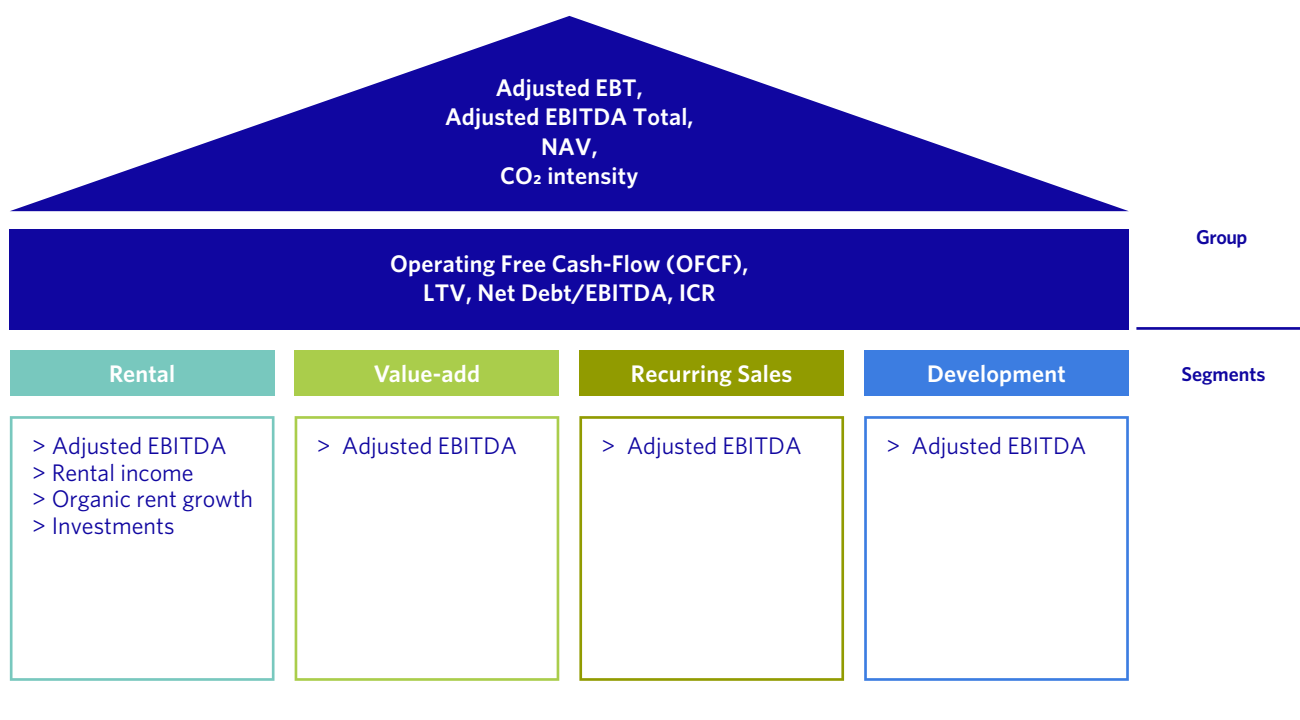 Adjusted EBT,
Adjusted EBITDA Total,
NAV,
CO₂ intensity
Group
Operating Free Cash-Flow (OFCF),
LTV, Net Debt/EBITDA, ICR
Rental
Value-add
Recurring Sales
Development
Segments
> Adjusted EBITDA
> Rental income
> Organic rent growth
> Investments
> Adjusted EBITDA
> Adjusted EBITDA
> Adjusted EBITDA